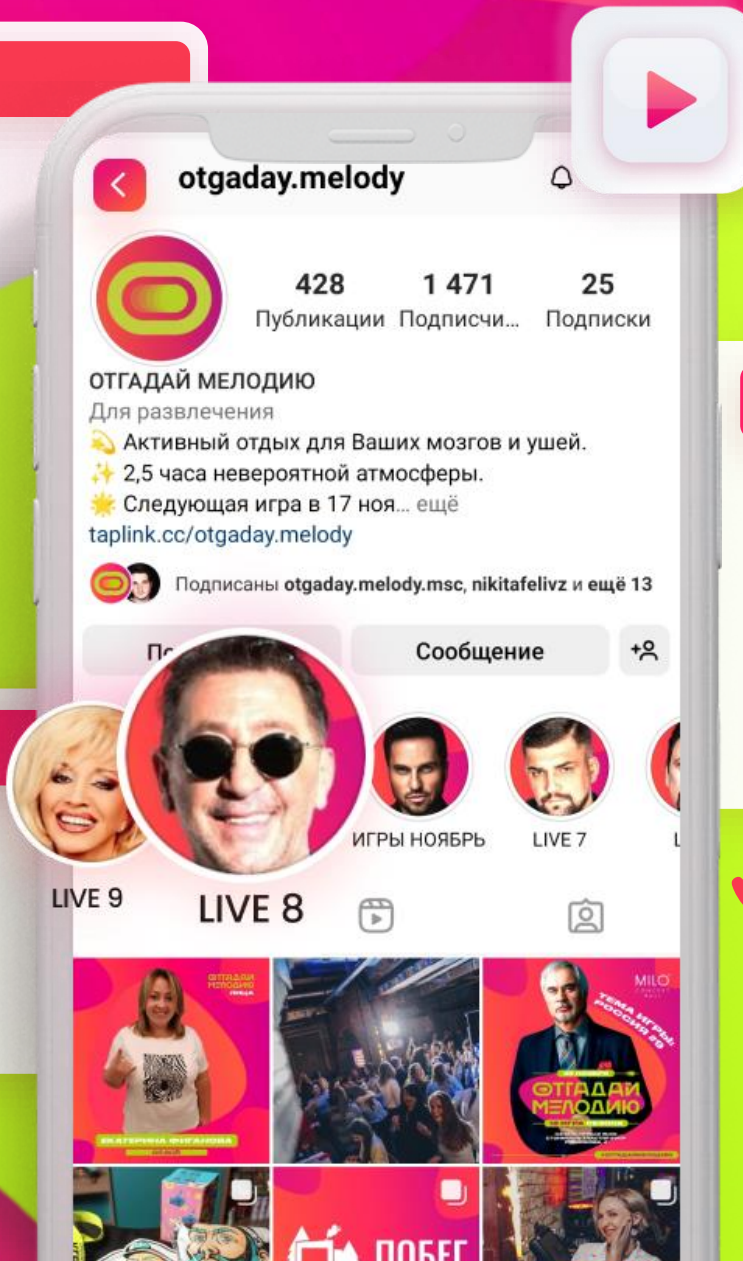 otgaday.melody
428 1 471 25
Публикации Подписчи... Подписки
ОТГАДАЙ МЕЛОДИЮ
Для развлечения
💫 Активный отдых для Ваших мозгов и ушей.
✨ 2,5 часа невероятной атмосферы.
🌟 Следующая игра в 17 ноя... ещё
taplink.cc/otgaday.melody
Подписаны otgaday.melody.msc, nikitafelivz и ещё 13
Сообщение
ИГРЫ НОЯБРЬ
LIVE 7
LIVE 9
LIVE 8
ОТГАДАЙ
МЕЛОДИЮ
ЕКАТЕРИНА ФИГАНОВА
MILO
CONCERT
HALL
ТЕМА ИГРЫ:
РОССИЯ #9
ОТГАДАЙ
МЕЛОДИЮ
ПОБЕГ